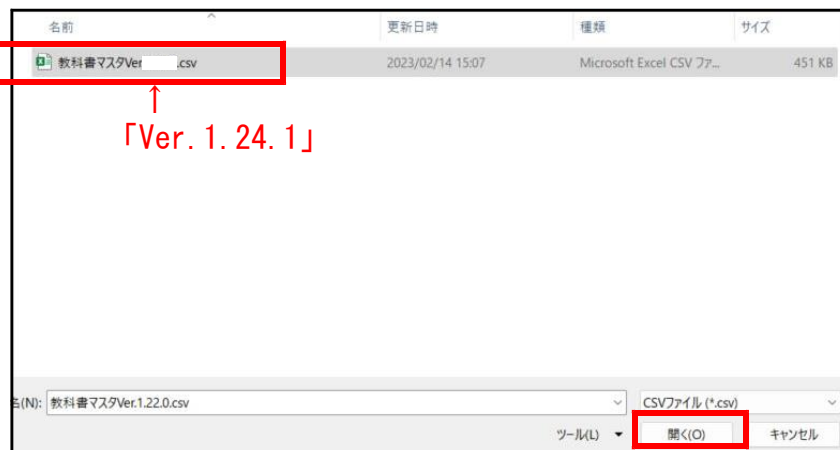 名前 更新日時 種類 サイズ
教科書マスタVer .csv 2023/02/14 15:07 Microsoft Excel CSV ファ... 451 KB
↑
「Ver.1.24.1」
名(N): 教科書マスタVer.1.22.0.csv CSVファイル (*.csv)
ツール(L) 開く(O) キャンセル